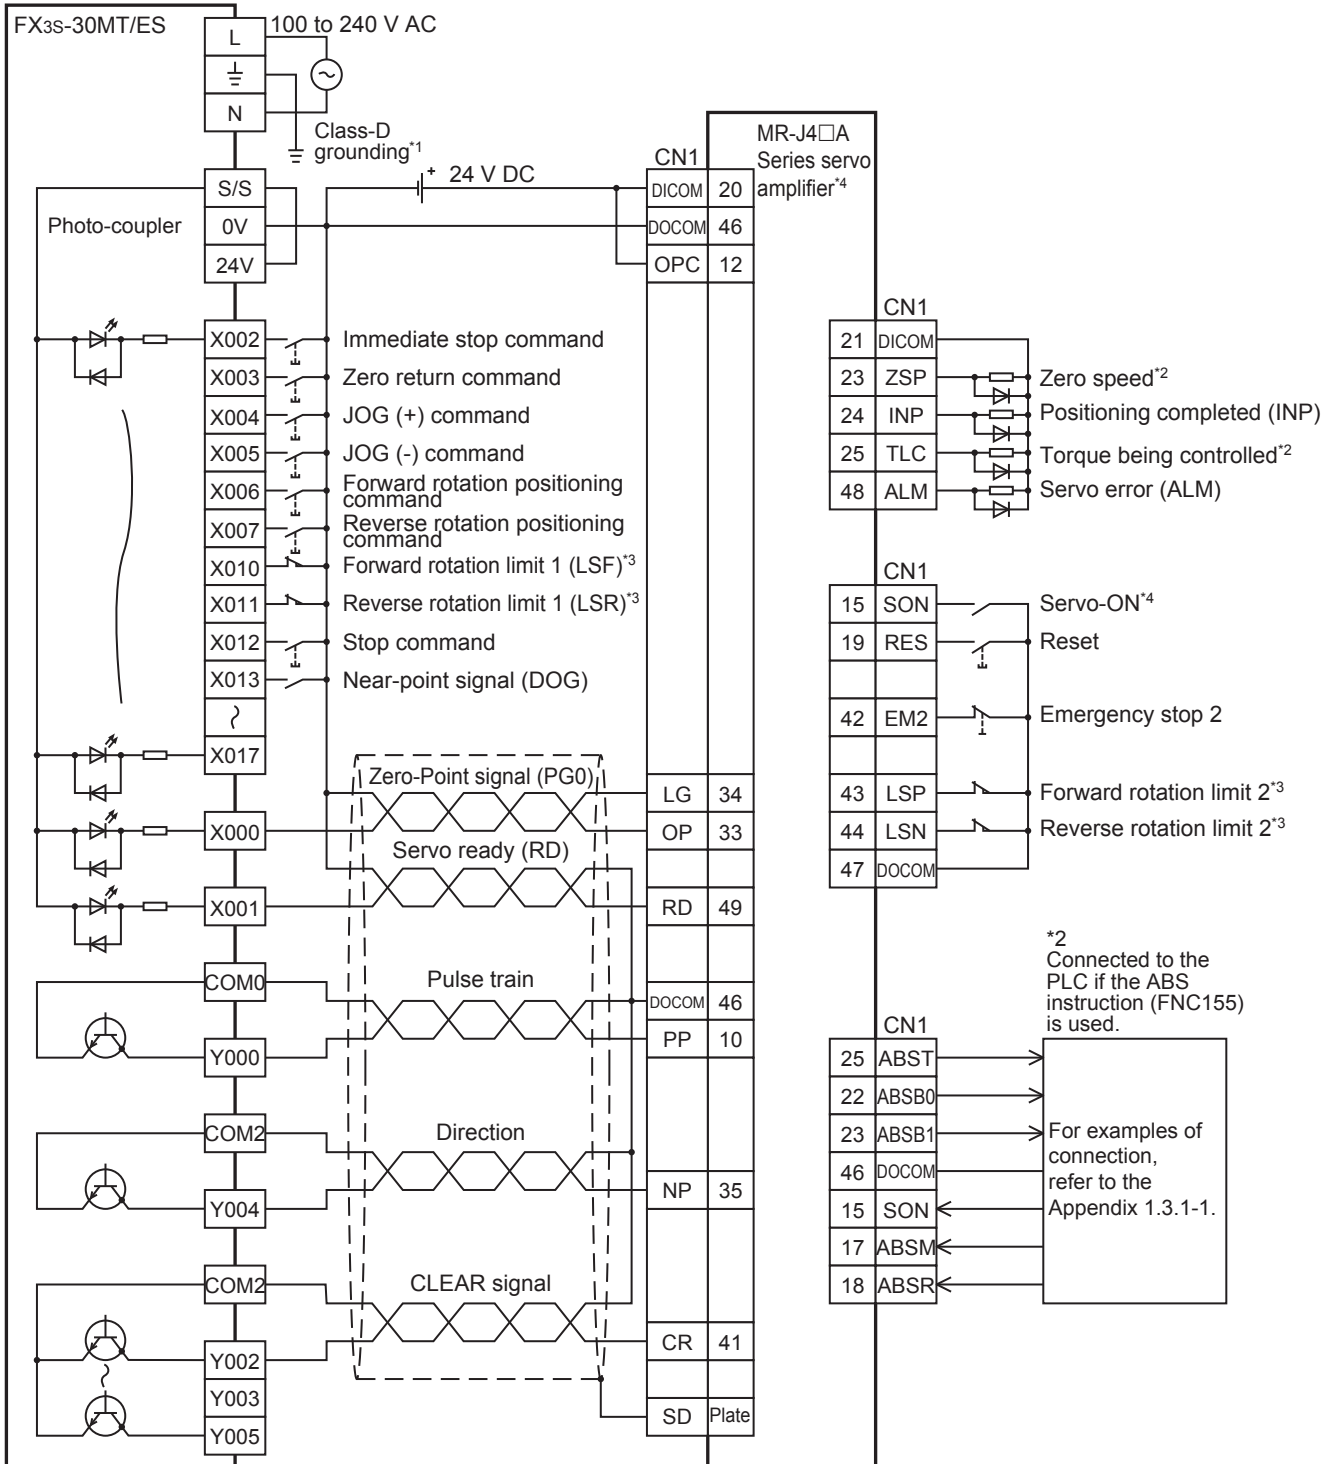 FX3S-30MT/ES
L
100 to 240 V AC
N
Class-D
grounding*1
S/S
0V
24V
Photo-coupler
24 V DC
+
CN1
MR-J4□A
Series servo
amplifier*4
DICOM 20
DOCOM 46
OPC 12
X002 Immediate stop command
X003 Zero return command
X004 JOG (+) command
X005 JOG (-) command
X006 Forward rotation positioning
command
X007 Reverse rotation positioning
command
X010 Forward rotation limit 1 (LSF)*3
X011 Reverse rotation limit 1 (LSR)*3
X012 Stop command
X013 Near-point signal (DOG)
X017
Zero-Point signal (PG0)
LG 34
X000
OP 33
Servo ready (RD)
X001
RD 49
COM0
Pulse train
DOCOM 46
Y000
PP 10
COM2
Direction
Y004
NP 35
COM2
CLEAR signal
Y002
CR 41
Y003
Y005
SD Plate
CN1
21 DICOM
23 ZSP Zero speed*2
24 INP Positioning completed (INP)
25 TLC Torque being controlled*2
48 ALM Servo error (ALM)
CN1
15 SON Servo-ON*4
19 RES Reset
42 EM2 Emergency stop 2
43 LSP Forward rotation limit 2*3
44 LSN Reverse rotation limit 2*3
47 DOCOM
*2
Connected to the
PLC if the ABS
instruction (FNC155)
is used.
CN1
25 ABST
22 ABSB0
23 ABSB1
46 DOCOM
15 SON
17 ABSM
18 ABSR
For examples of
connection,
refer to the
Appendix 1.3.1-1.